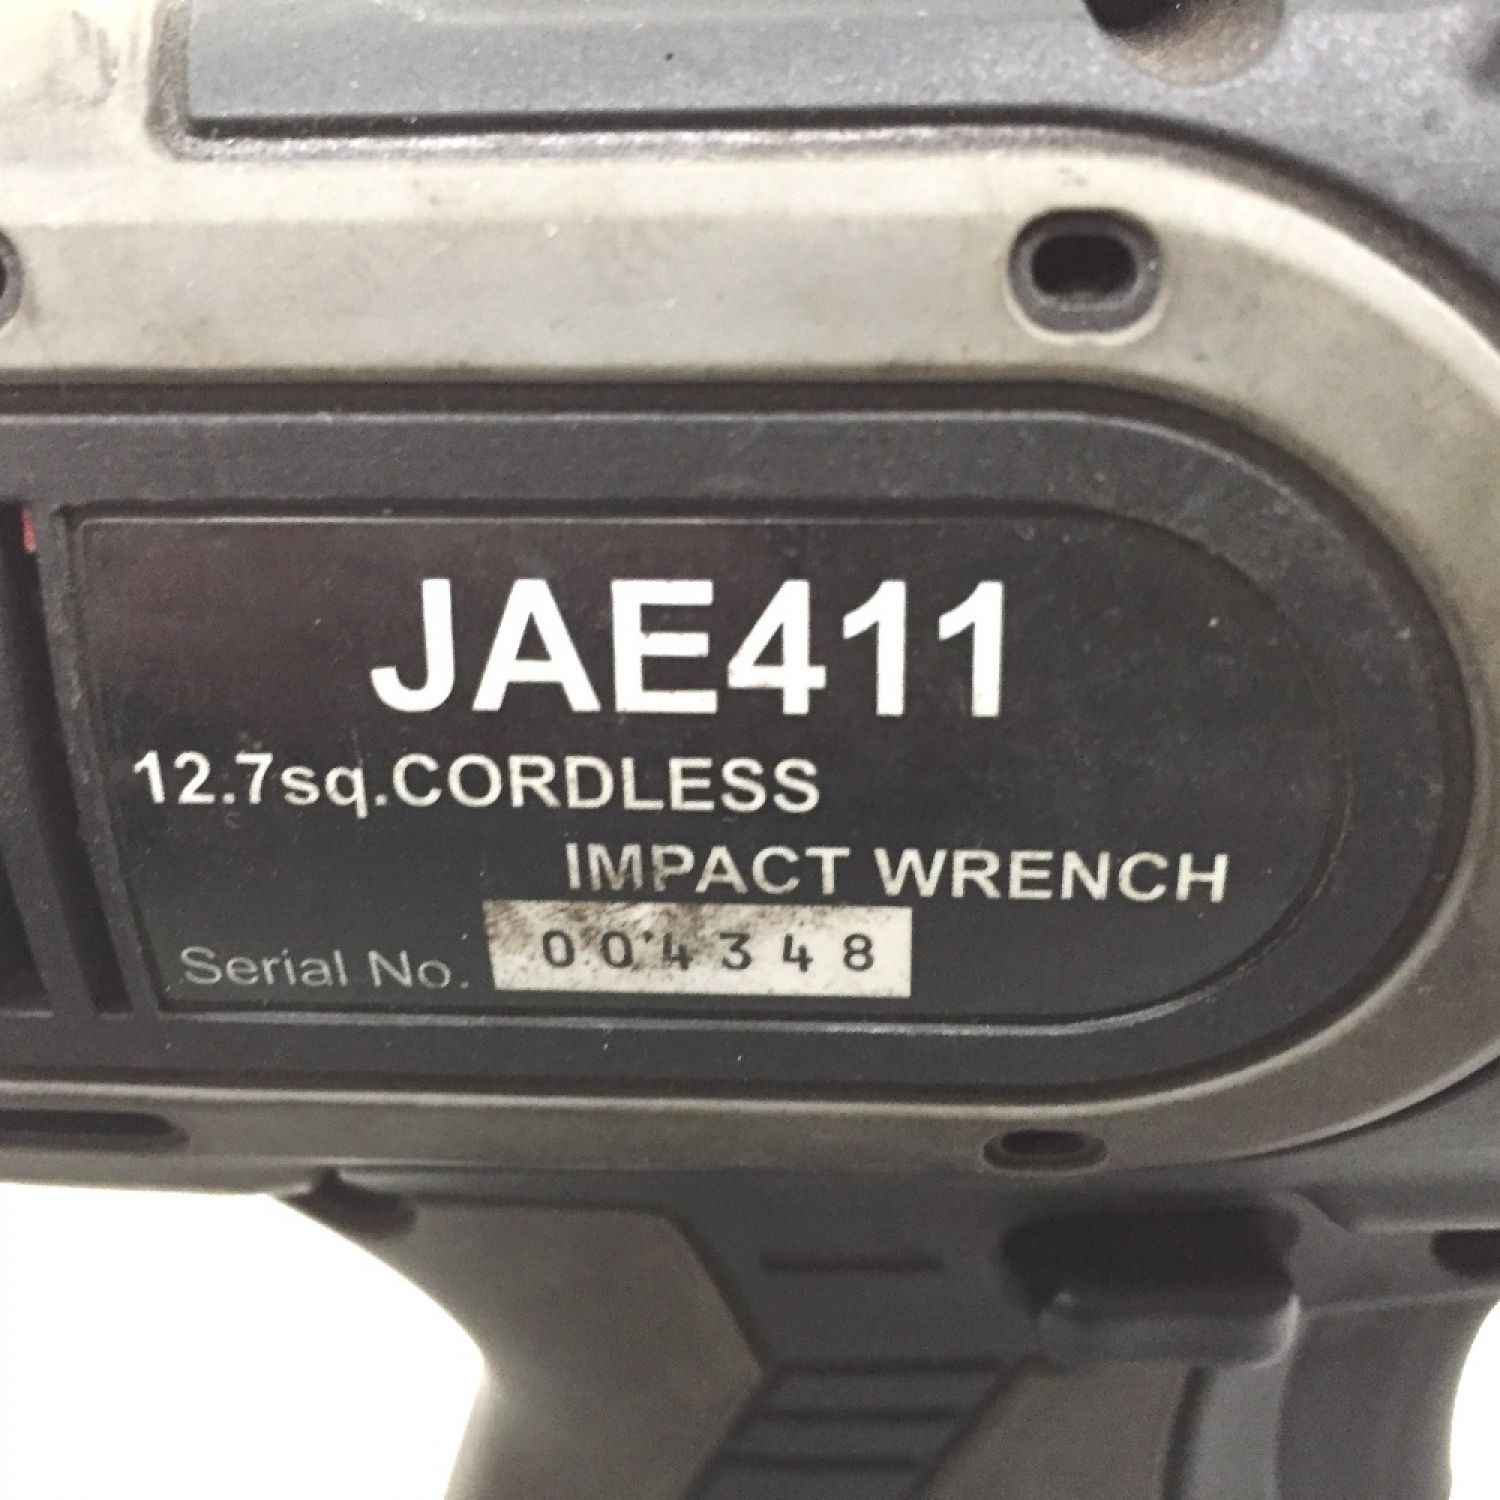 JAE411
12.7sq.CORDLESS
IMPACT WRENCH
Serial No. 004348